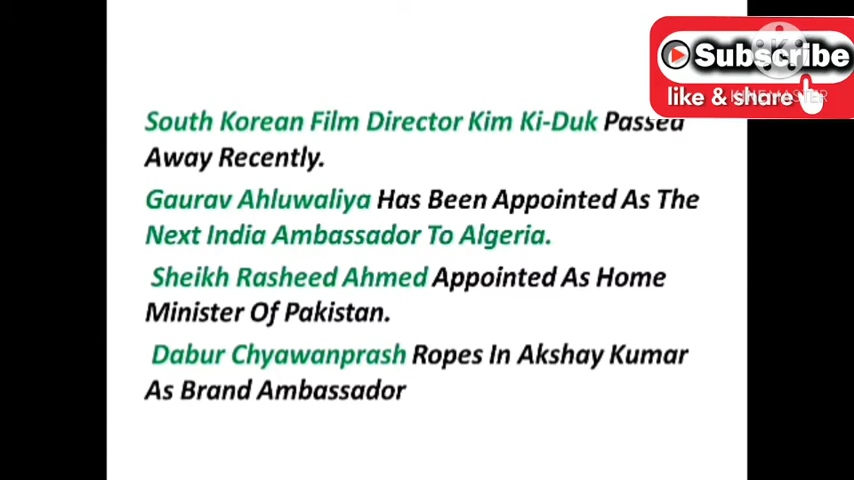 Subscribe
like & share
KINEMASTER
South Korean Film Director Kim Ki-Duk Passed
Away Recently.
Gaurav Ahluwaliya Has Been Appointed As The
Next India Ambassador To Algeria.
Sheikh Rasheed Ahmed Appointed As Home
Minister Of Pakistan.
Dabur Chyawanprash Ropes In Akshay Kumar
As Brand Ambassador